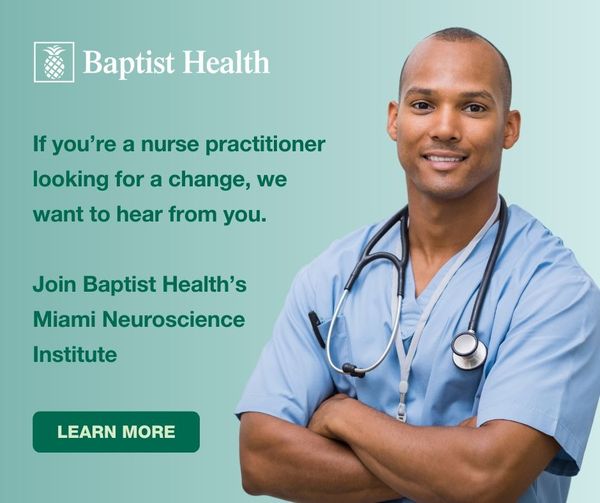 Baptist Health
If you're a nurse practitioner
looking for a change, we
want to hear from you.
Join Baptist Health's
Miami Neuroscience
Institute
LEARN MORE